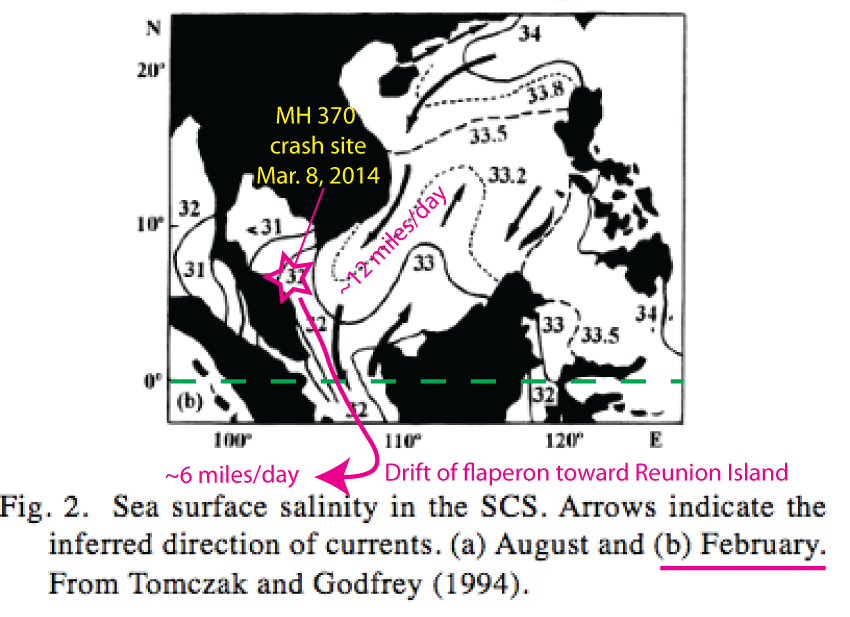 N
34
20°
33.8
MH 370
crash site
Mar. 8, 2014
33.5
33.2
32
10°
31
~12 miles/day
31
32
33
32
33
33.5
34
0°
32
(b)
32
100°
110°
120°
E
~6 miles/day
Drift of flaperon toward Reunion Island
Fig. 2. Sea surface salinity in the SCS. Arrows indicate the
inferred direction of currents. (a) August and (b) February.
From Tomczak and Godfrey (1994).